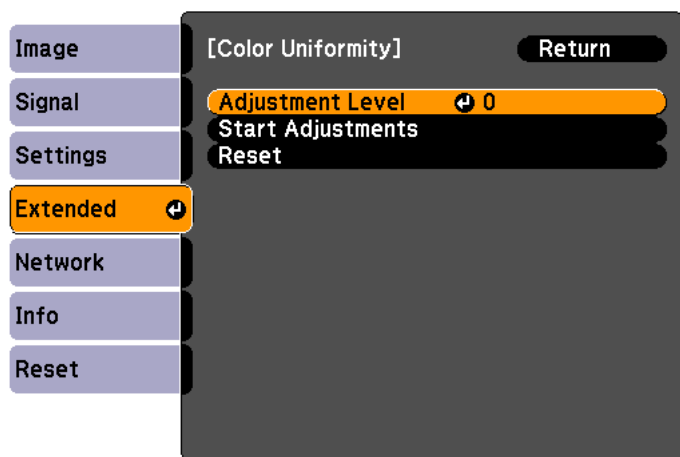 Image
Signal
Settings
Extended
Network
Info
Reset
[Color Uniformity] Return
Adjustment Level 0
Start Adjustments
Reset